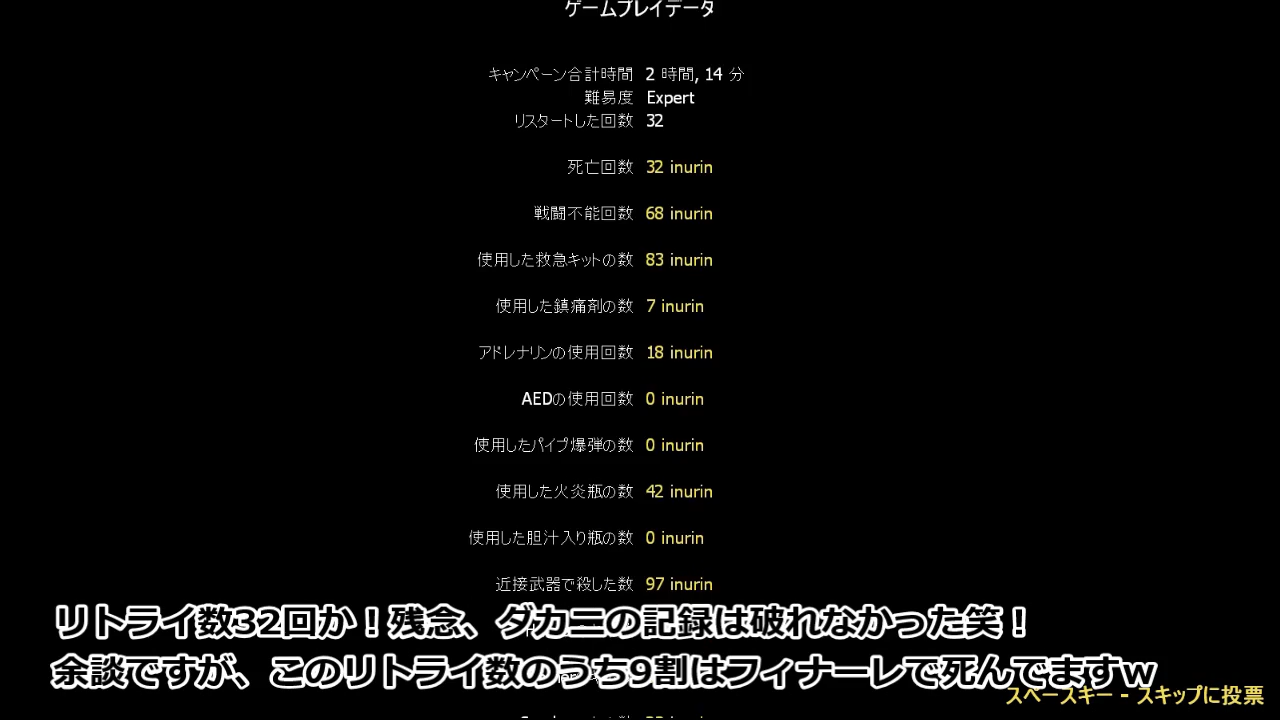 ゲームプレイデータ
キャンペーン合計時間 2 時間, 14 分
難易度 Expert
リスタートした回数 32
死亡回数 32 inurin
戦闘不能回数 68 inurin
使用した救急キットの数 83 inurin
使用した鎮痛剤の数 7 inurin
アドレナリンの使用回数 18 inurin
AEDの使用回数 0 inurin
使用したパイプ爆弾の数 0 inurin
使用した火炎瓶の数 42 inurin
使用した胆汁入り瓶の数 0 inurin
近接武器で殺した数 97 inurin
リトライ数32回か！残念、ダカニの記録は破れなかった笑！
余談ですが、このリトライ数のうち9割はフィナーレで死んでますw
スペースキー - スキップに投票